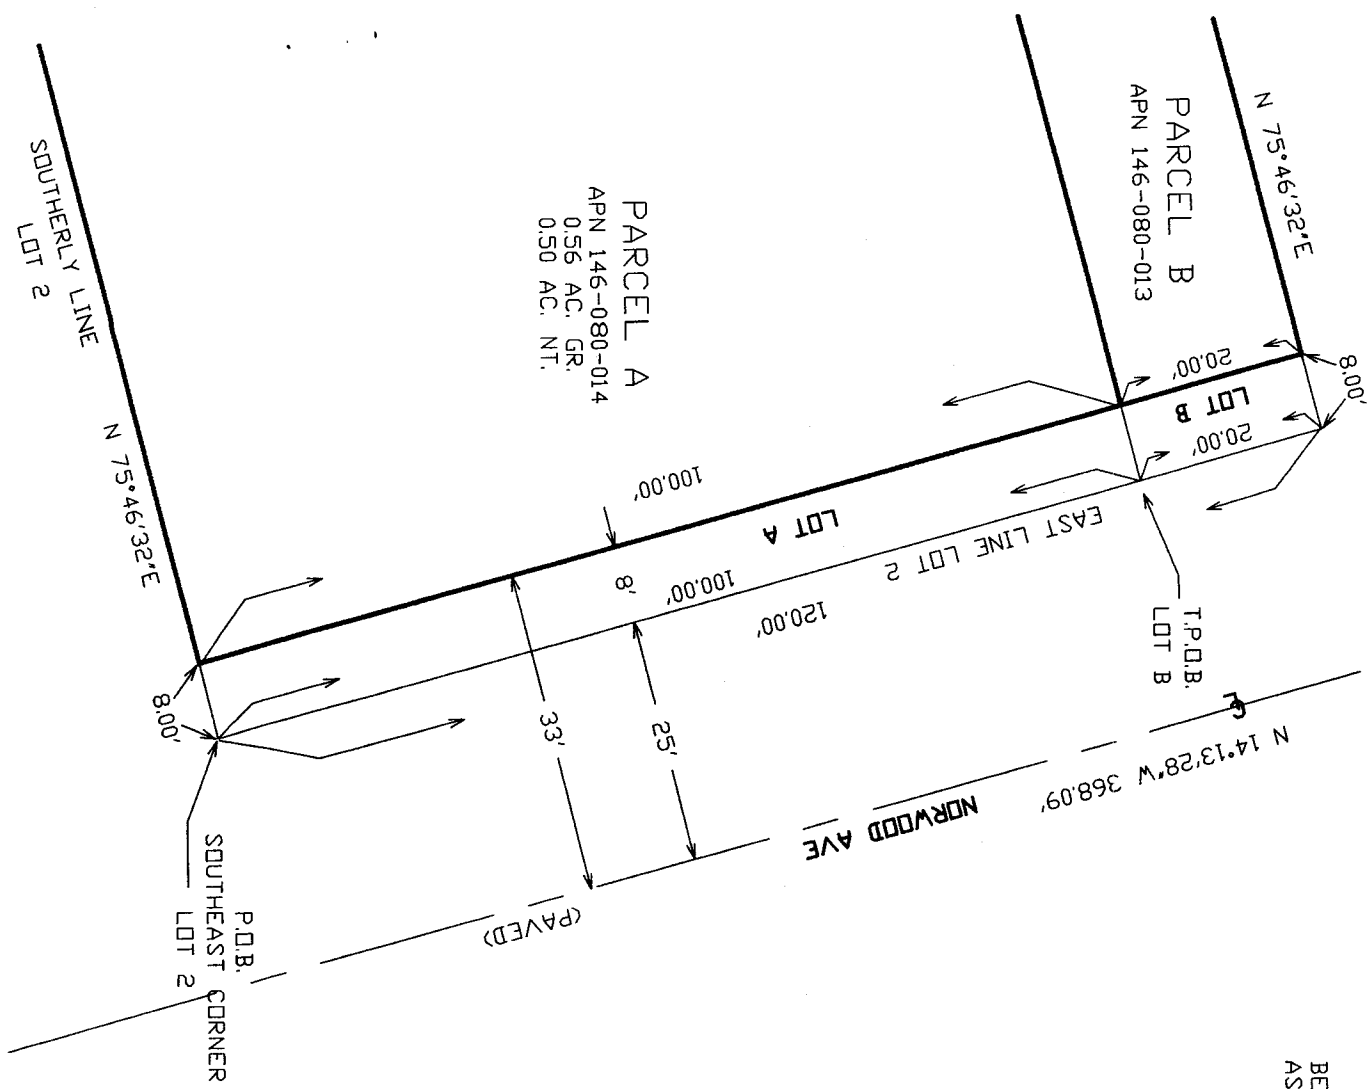 N 75°46'32"E
PARCEL B
APN 146-080-013
8.00'
20.00'
LOT B
20.00'
PARCEL A
APN 146-080-014
0.56 AC. GR.
0.50 AC. NT.
SOUTHERLY LINE
LOT 2
N 75°46'32"E
100.00'
LOT A
8'
100.00'
EAST LINE LOT 2
120.00'
T.P.O.B.
LOT B
℄
N 14°13'28"W 368.09'
NORWOOD AVE
(PAVED)
33'
25'
8.00'
P.O.B.
SOUTHEAST CORNER
LOT 2
BE
AS